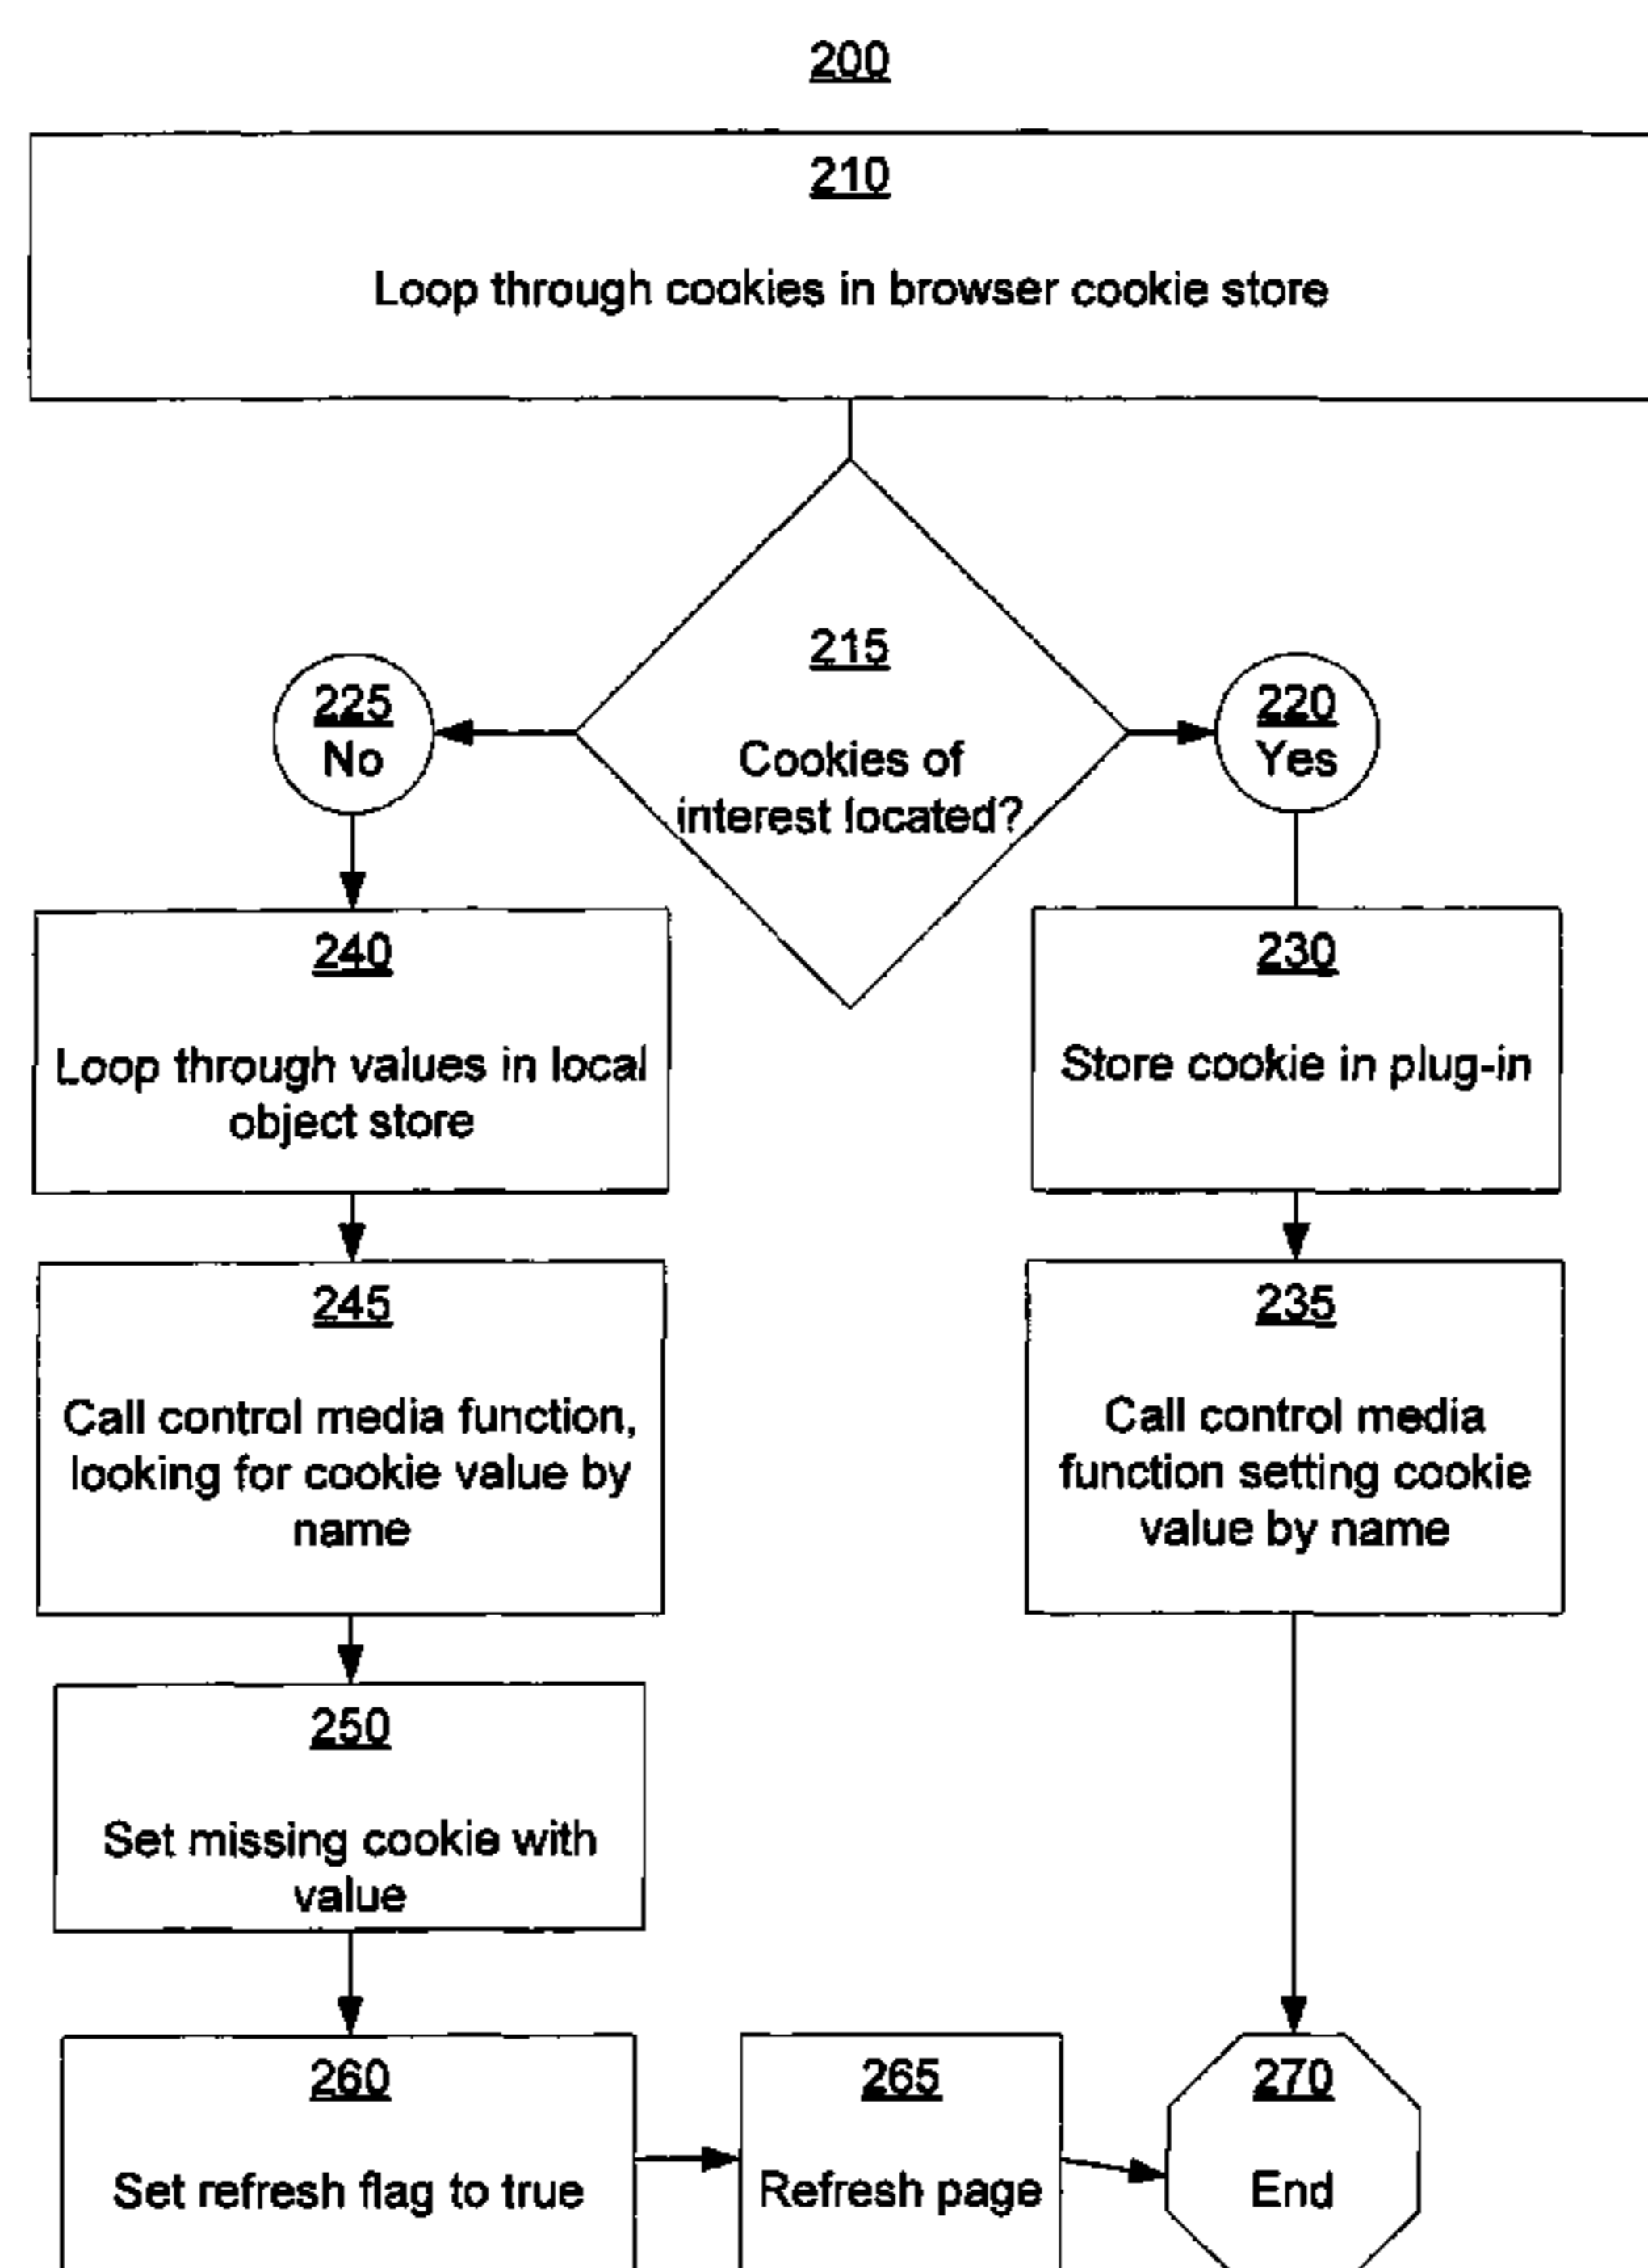 200
210
Loop through cookies in browser cookie store
215
Cookies of
interest located?
225
No
220
Yes
240
Loop through values in local
object store
230
Store cookie in plug-in
245
Call control media function,
looking for cookie value by
name
235
Call control media
function setting cookie
value by name
250
Set missing cookie with
value
260
Set refresh flag to true
265
Refresh page
270
End